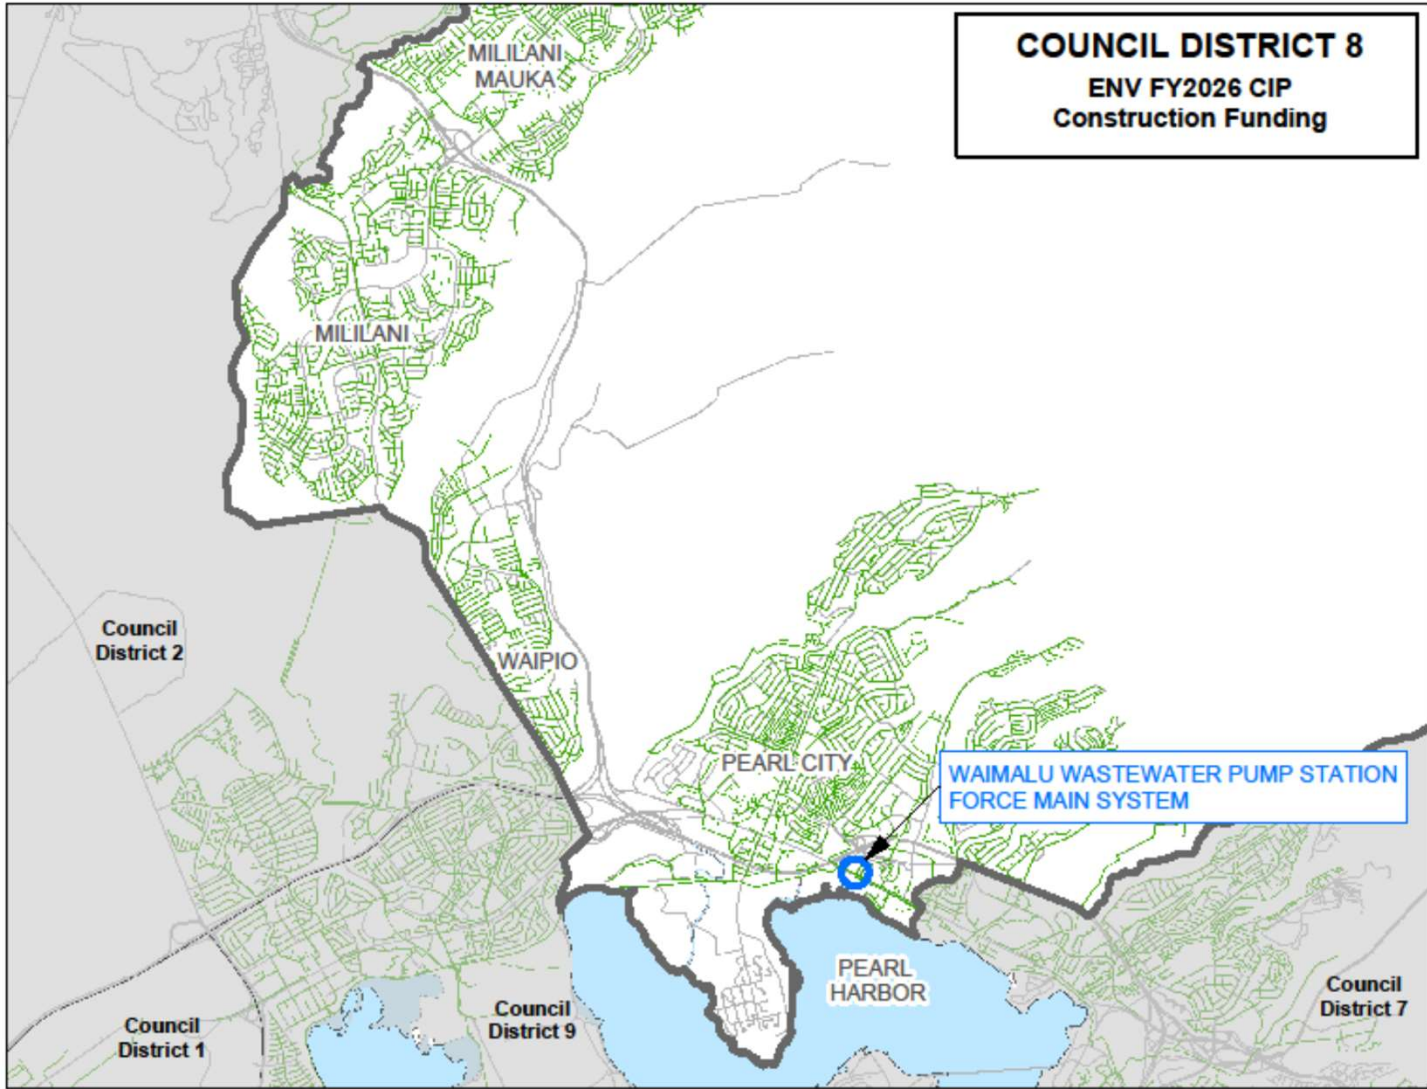 COUNCIL DISTRICT 8
ENV FY2026 CIP
Construction Funding
MILILANI
MAUKA
MILILANI
Council
District 2
WAIPIO
PEARL CITY
WAIMALU WASTEWATER PUMP STATION
FORCE MAIN SYSTEM
PEARL
HARBOR
Council
District 7
Council
District 9
Council
District 1